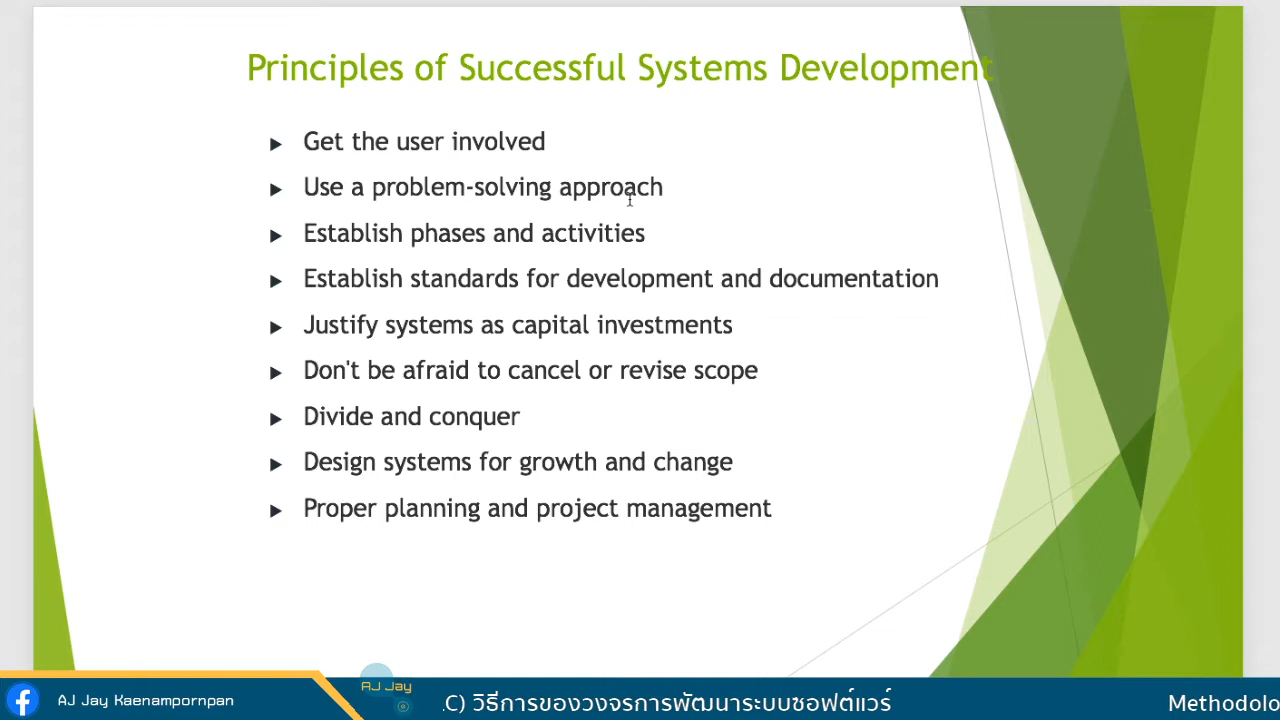 Principles of Successful Systems Development
Get the user involved
Use a problem-solving approach
Establish phases and activities
Establish standards for development and documentation
Justify systems as capital investments
Don't be afraid to cancel or revise scope
Divide and conquer
Design systems for growth and change
Proper planning and project management
AJ Jay Kaenampornpan
AJ Jay
.C) วิธีการของวงจรการพัฒนาระบบซอฟต์แวร์
Methodolo